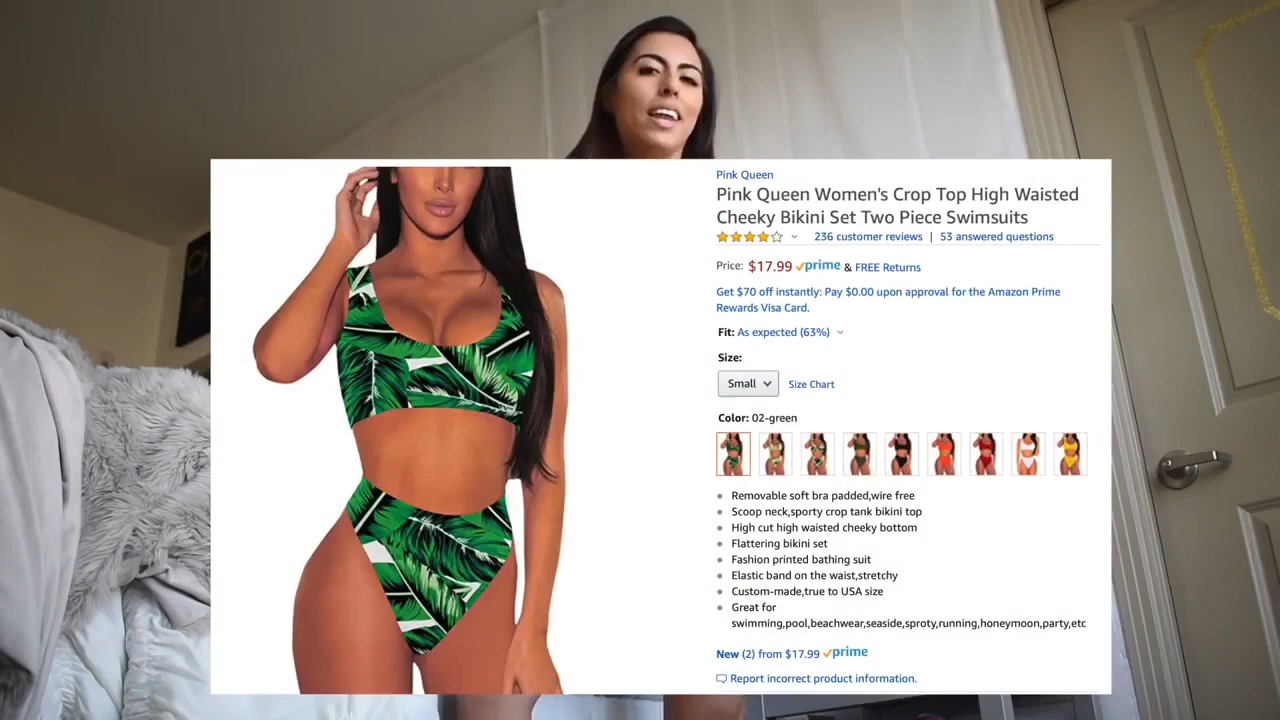 Pink Queen
Pink Queen Women's Crop Top High Waisted
Cheeky Bikini Set Two Piece Swimsuits
236 customer reviews | 53 answered questions
Price: $17.99 prime & FREE Returns
Get $70 off instantly: Pay $0.00 upon approval for the Amazon Prime
Rewards Visa Card.
Fit: As expected (63%)
Size:
Small Size Chart
Color: 02-green
Removable soft bra padded,wire free
Scoop neck,sporty crop tank bikini top
High cut high waisted cheeky bottom
Flattering bikini set
Fashion printed bathing suit
Elastic band on the waist,stretchy
Custom-made,true to USA size
Great for
swimming,pool,beachwear,seaside,sproty,running,honeymoon,party,etc
New (2) from $17.99 prime
Report incorrect product information.